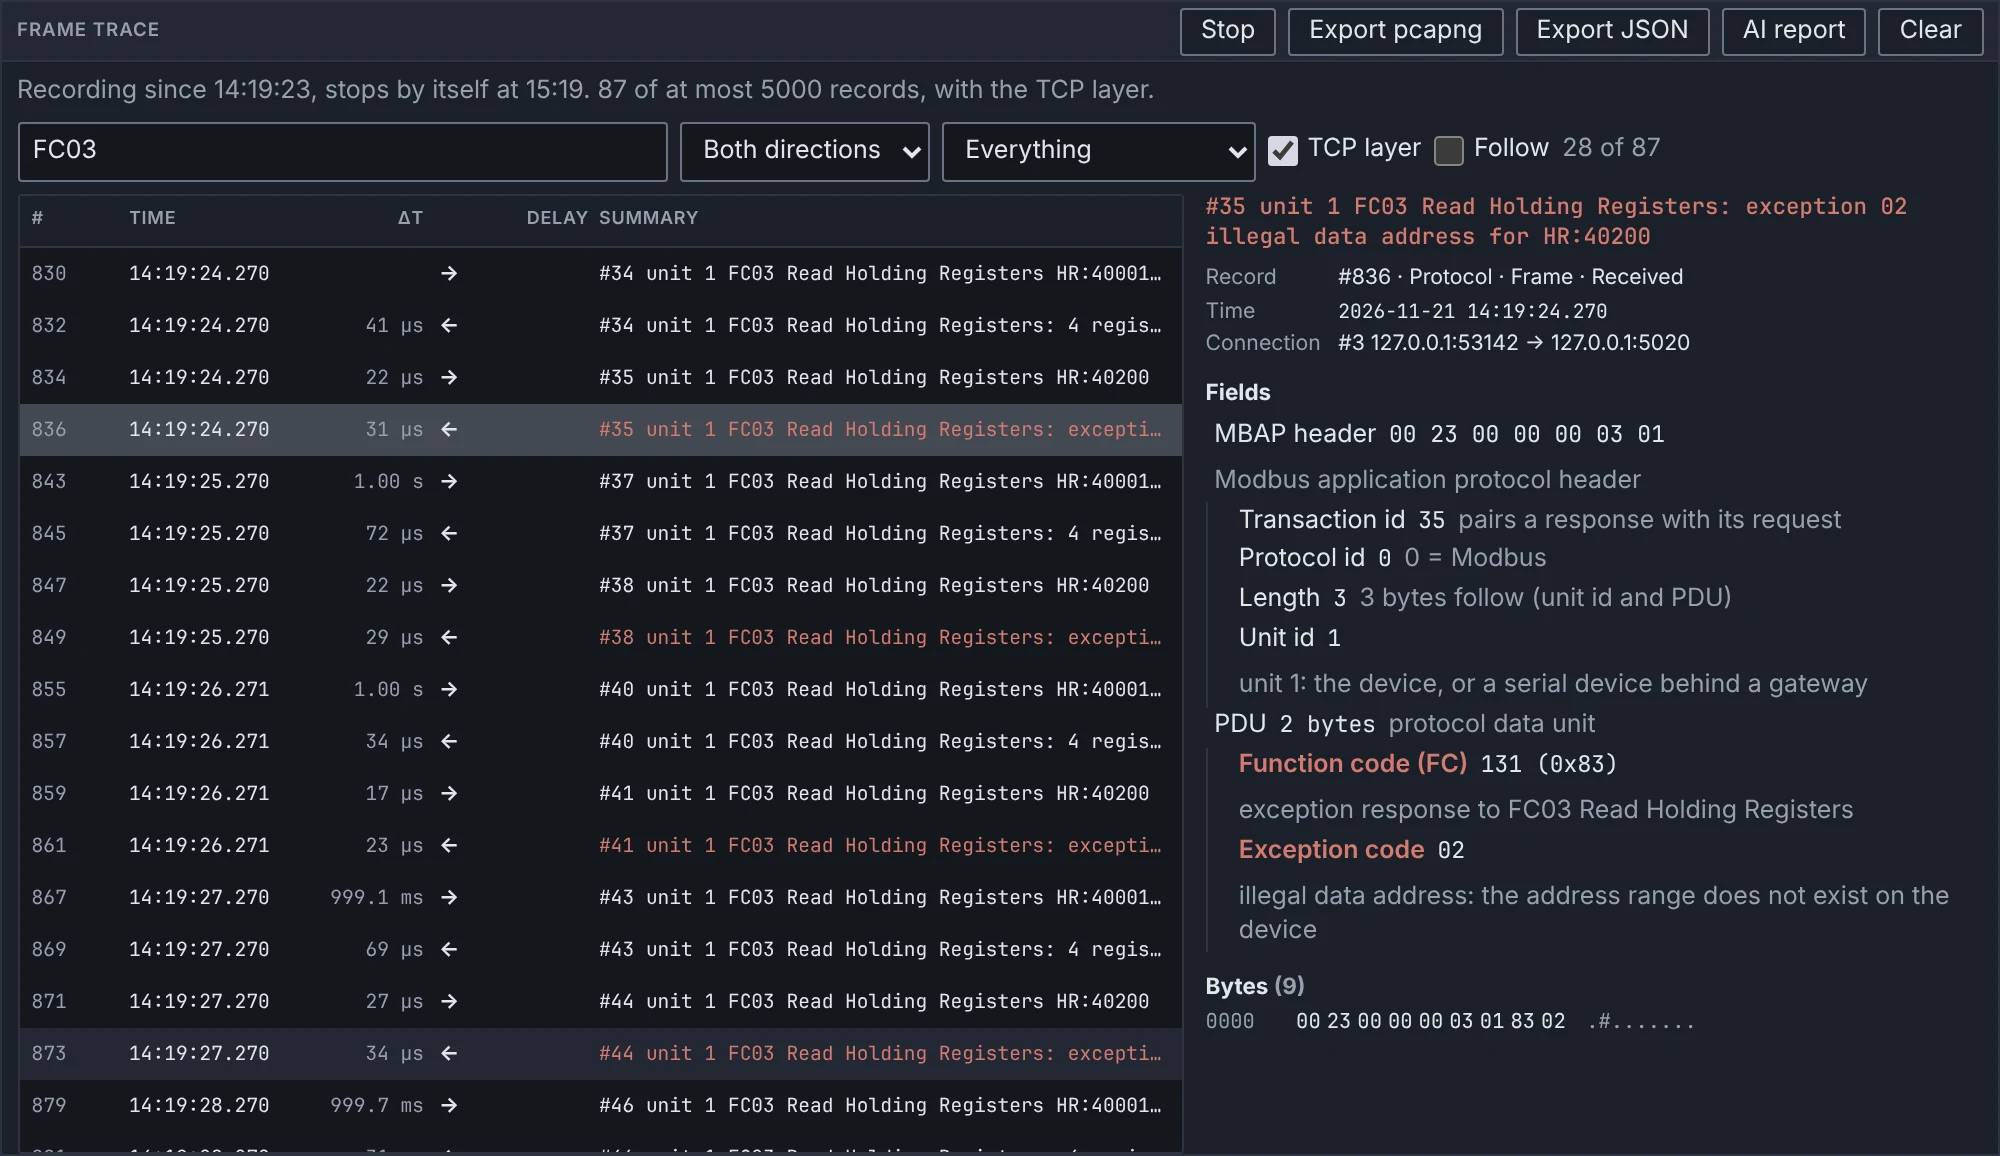 FRAME TRACE
Stop Export pcapng Export JSON AI report Clear
Recording since 14:19:23, stops by itself at 15:19. 87 of at most 5000 records, with the TCP layer.
FC03 Both directions Everything TCP layer Follow 28 of 87
# TIME ΔT DELAY SUMMARY
830 14:19:24.270 → #34 unit 1 FC03 Read Holding Registers HR:40001…
832 14:19:24.270 41 µs ← #34 unit 1 FC03 Read Holding Registers: 4 regis…
834 14:19:24.270 22 µs → #35 unit 1 FC03 Read Holding Registers HR:40200
836 14:19:24.270 31 µs ← #35 unit 1 FC03 Read Holding Registers: excepti…
843 14:19:25.270 1.00 s → #37 unit 1 FC03 Read Holding Registers HR:40001…
845 14:19:25.270 72 µs ← #37 unit 1 FC03 Read Holding Registers: 4 regis…
847 14:19:25.270 22 µs → #38 unit 1 FC03 Read Holding Registers HR:40200
849 14:19:25.270 29 µs ← #38 unit 1 FC03 Read Holding Registers: excepti…
855 14:19:26.271 1.00 s → #40 unit 1 FC03 Read Holding Registers HR:40001…
857 14:19:26.271 34 µs ← #40 unit 1 FC03 Read Holding Registers: 4 regis…
859 14:19:26.271 17 µs → #41 unit 1 FC03 Read Holding Registers HR:40200
861 14:19:26.271 23 µs ← #41 unit 1 FC03 Read Holding Registers: excepti…
867 14:19:27.270 999.1 ms → #43 unit 1 FC03 Read Holding Registers HR:40001…
869 14:19:27.270 69 µs ← #43 unit 1 FC03 Read Holding Registers: 4 regis…
871 14:19:27.270 27 µs → #44 unit 1 FC03 Read Holding Registers HR:40200
873 14:19:27.270 34 µs ← #44 unit 1 FC03 Read Holding Registers: excepti…
879 14:19:28.270 999.7 ms → #46 unit 1 FC03 Read Holding Registers HR:40001…
#35 unit 1 FC03 Read Holding Registers: exception 02
illegal data address for HR:40200
Record #836 · Protocol · Frame · Received
Time 2026-11-21 14:19:24.270
Connection #3 127.0.0.1:53142 → 127.0.0.1:5020
Fields
MBAP header 00 23 00 00 00 03 01
Modbus application protocol header
Transaction id 35 pairs a response with its request
Protocol id 0 0 = Modbus
Length 3 3 bytes follow (unit id and PDU)
Unit id 1
unit 1: the device, or a serial device behind a gateway
PDU 2 bytes protocol data unit
Function code (FC) 131 (0x83)
exception response to FC03 Read Holding Registers
Exception code 02
illegal data address: the address range does not exist on the
device
Bytes (9)
0000 00 23 00 00 00 03 01 83 02 .#.......